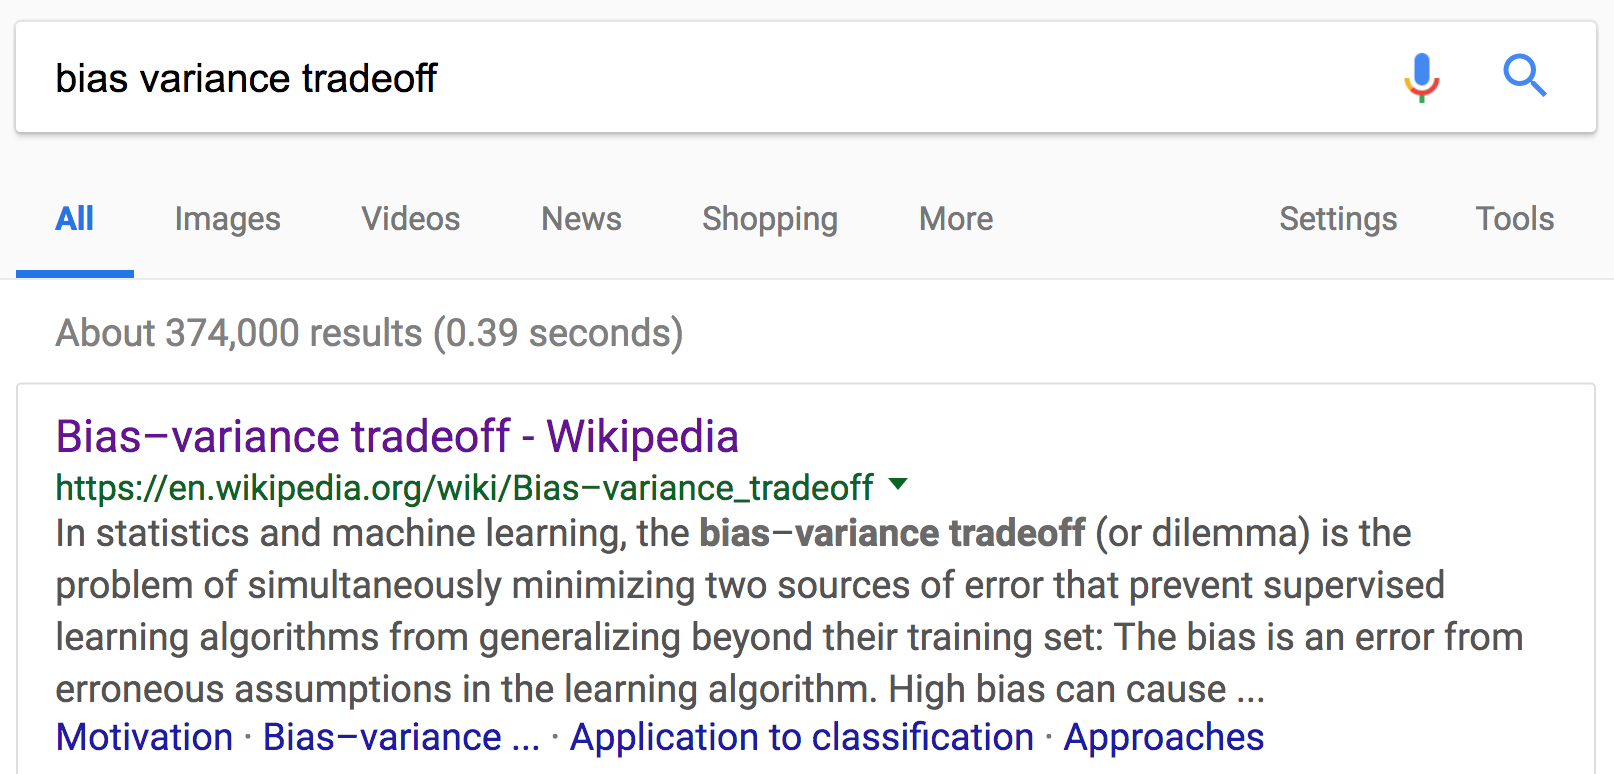 bias variance tradeoff
All Images Videos News Shopping More Settings Tools
About 374,000 results (0.39 seconds)
Bias–variance tradeoff - Wikipedia
https://en.wikipedia.org/wiki/Bias–variance_tradeoff
In statistics and machine learning, the bias–variance tradeoff (or dilemma) is the
problem of simultaneously minimizing two sources of error that prevent supervised
learning algorithms from generalizing beyond their training set: The bias is an error from
erroneous assumptions in the learning algorithm. High bias can cause ...
Motivation · Bias–variance ... · Application to classification · Approaches